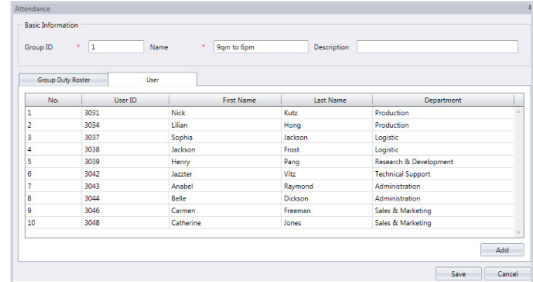 Attendance
Basic Information
Group ID * 1 Name * 9am to 6pm Description
Group Duty Roster User
No. User ID First Name Last Name Department
1 3031 Nick Kutz Production
2 3034 Lilian Hong Production
3 3037 Sophia Jackson Logistic
4 3038 Jackson Frost Logistic
5 3039 Henry Pang Research & Development
6 3042 Jazzter Vitz Technical Support
7 3043 Anabel Raymond Administration
8 3044 Belle Dickson Administration
9 3046 Carmen Freeman Sales & Marketing
10 3048 Catherine Jones Sales & Marketing
Add
Save Cancel